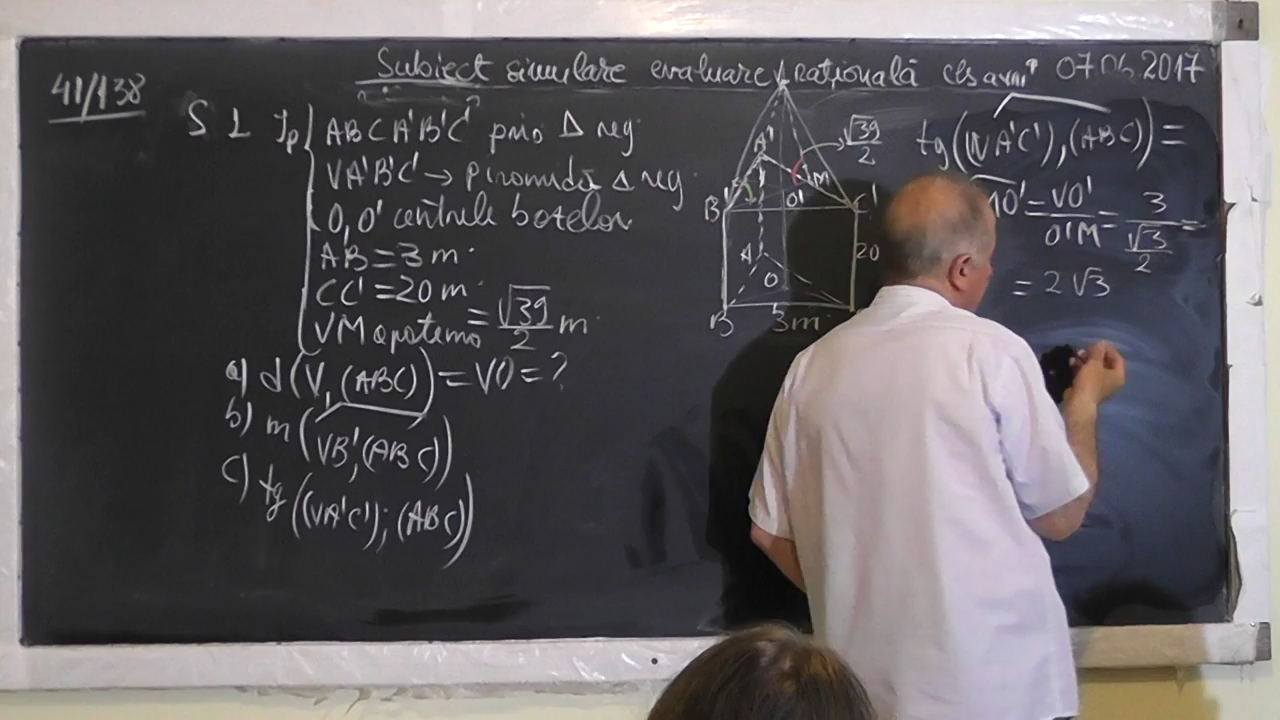 41/138
Subiect simulare evaluare națională cls a VIII a 07.06.2017
S L Ip
ABCA'B'C' pris Δ reg
VA'B'C' → piramidă Δ reg.
O, O' centrele bazelor
AB = 3 m
CC' = 20 m
VM apotema = √39/2 m
a) d(V, (ABC)) = VO = ?
b) m(VB', (ABC))
c) tg((VA'C'); (ABC))
V
√39/2
A'
M
B'
O'
C'
20
A
O
B
3m
tg((VA'C'), (ABC)) =
MO' = VO'/O'M = 3/(√3/2) =
= 2√3